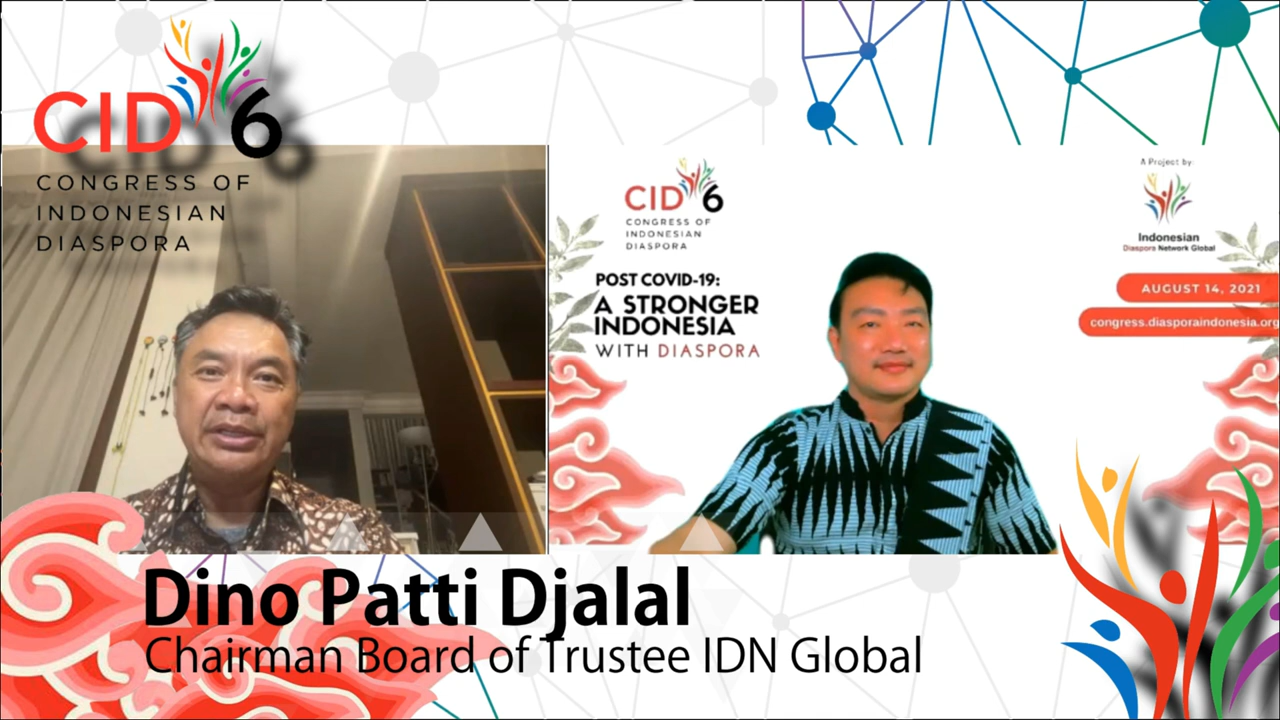 CID 6
CONGRESS OF
INDONESIAN
DIASPORA
CID 6
CONGRESS OF
INDONESIAN
DIASPORA
POST COVID-19:
A STRONGER
INDONESIA
WITH DIASPORA
A Project by:
Indonesian
Diaspora Network Global
AUGUST 14, 2021
congress.diasporaindonesia.org
Dino Patti Djalal
Chairman Board of Trustee IDN Global